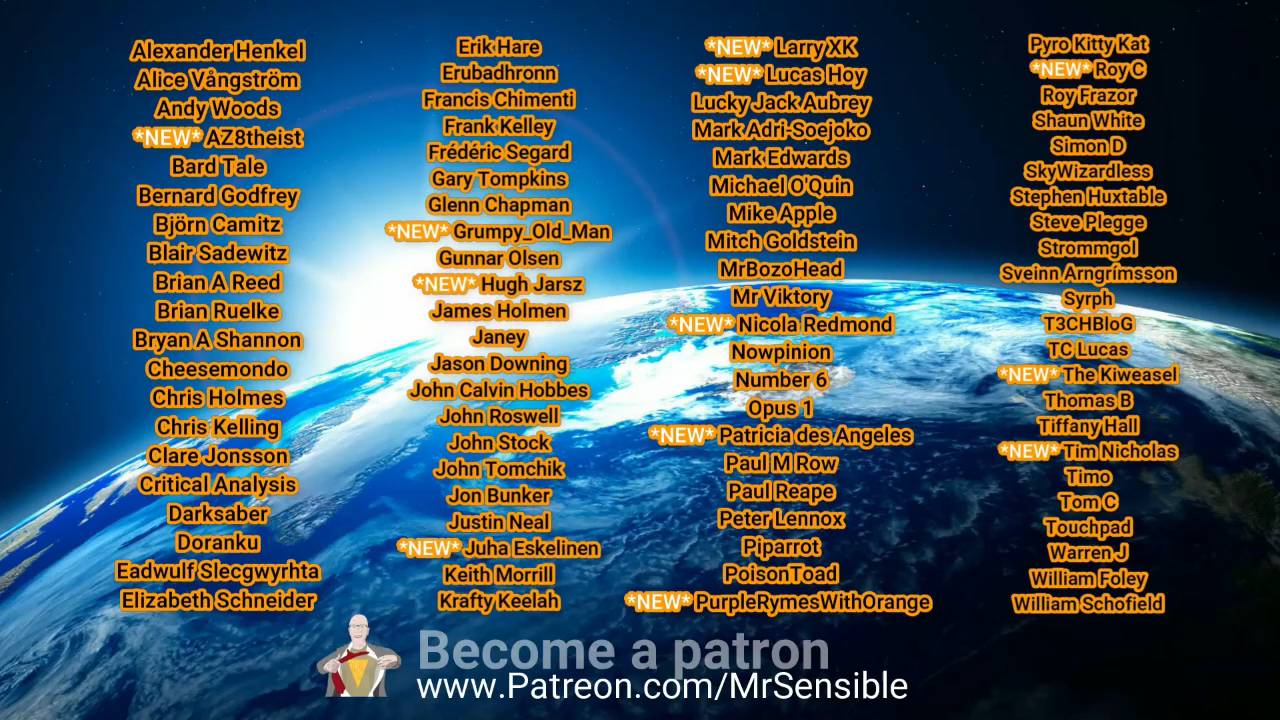 Alexander Henkel
Alice Vångström
Andy Woods
*NEW* AZ8theist
Bard Tale
Bernard Godfrey
Björn Camitz
Blair Sadewitz
Brian A Reed
Brian Ruelke
Bryan A Shannon
Cheesemondo
Chris Holmes
Chris Kelling
Clare Jonsson
Critical Analysis
Darksaber
Doranku
Eadwulf Slecgwyrhta
Elizabeth Schneider
Erik Hare
Erubadhronn
Francis Chimenti
Frank Kelley
Frédéric Segard
Gary Tompkins
Glenn Chapman
*NEW* Grumpy_Old_Man
Gunnar Olsen
*NEW* Hugh Jarsz
James Holmen
Janey
Jason Downing
John Calvin Hobbes
John Roswell
John Stock
John Tomchik
Jon Bunker
Justin Neal
*NEW* Juha Eskelinen
Keith Morrill
Krafty Keelah
*NEW* Larry XK
*NEW* Lucas Hoy
Lucky Jack Aubrey
Mark Adri-Soejoko
Mark Edwards
Michael O'Quin
Mike Apple
Mitch Goldstein
MrBozoHead
Mr Viktory
*NEW* Nicola Redmond
Nowpinion
Number 6
Opus 1
*NEW* Patricia des Angeles
Paul M Row
Paul Reape
Peter Lennox
Piparrot
PoisonToad
*NEW* PurpleRymesWithOrange
Pyro Kitty Kat
*NEW* Roy C
Roy Frazor
Shaun White
Simon D
SkyWizardless
Stephen Huxtable
Steve Plegge
Strommgol
Sveinn Arngrímsson
Syrph
T3CHBloG
TC Lucas
*NEW* The Kiweasel
Thomas B
Tiffany Hall
*NEW* Tim Nicholas
Timo
Tom C
Touchpad
Warren J
William Foley
William Schofield
Become a patron
www.Patreon.com/MrSensible